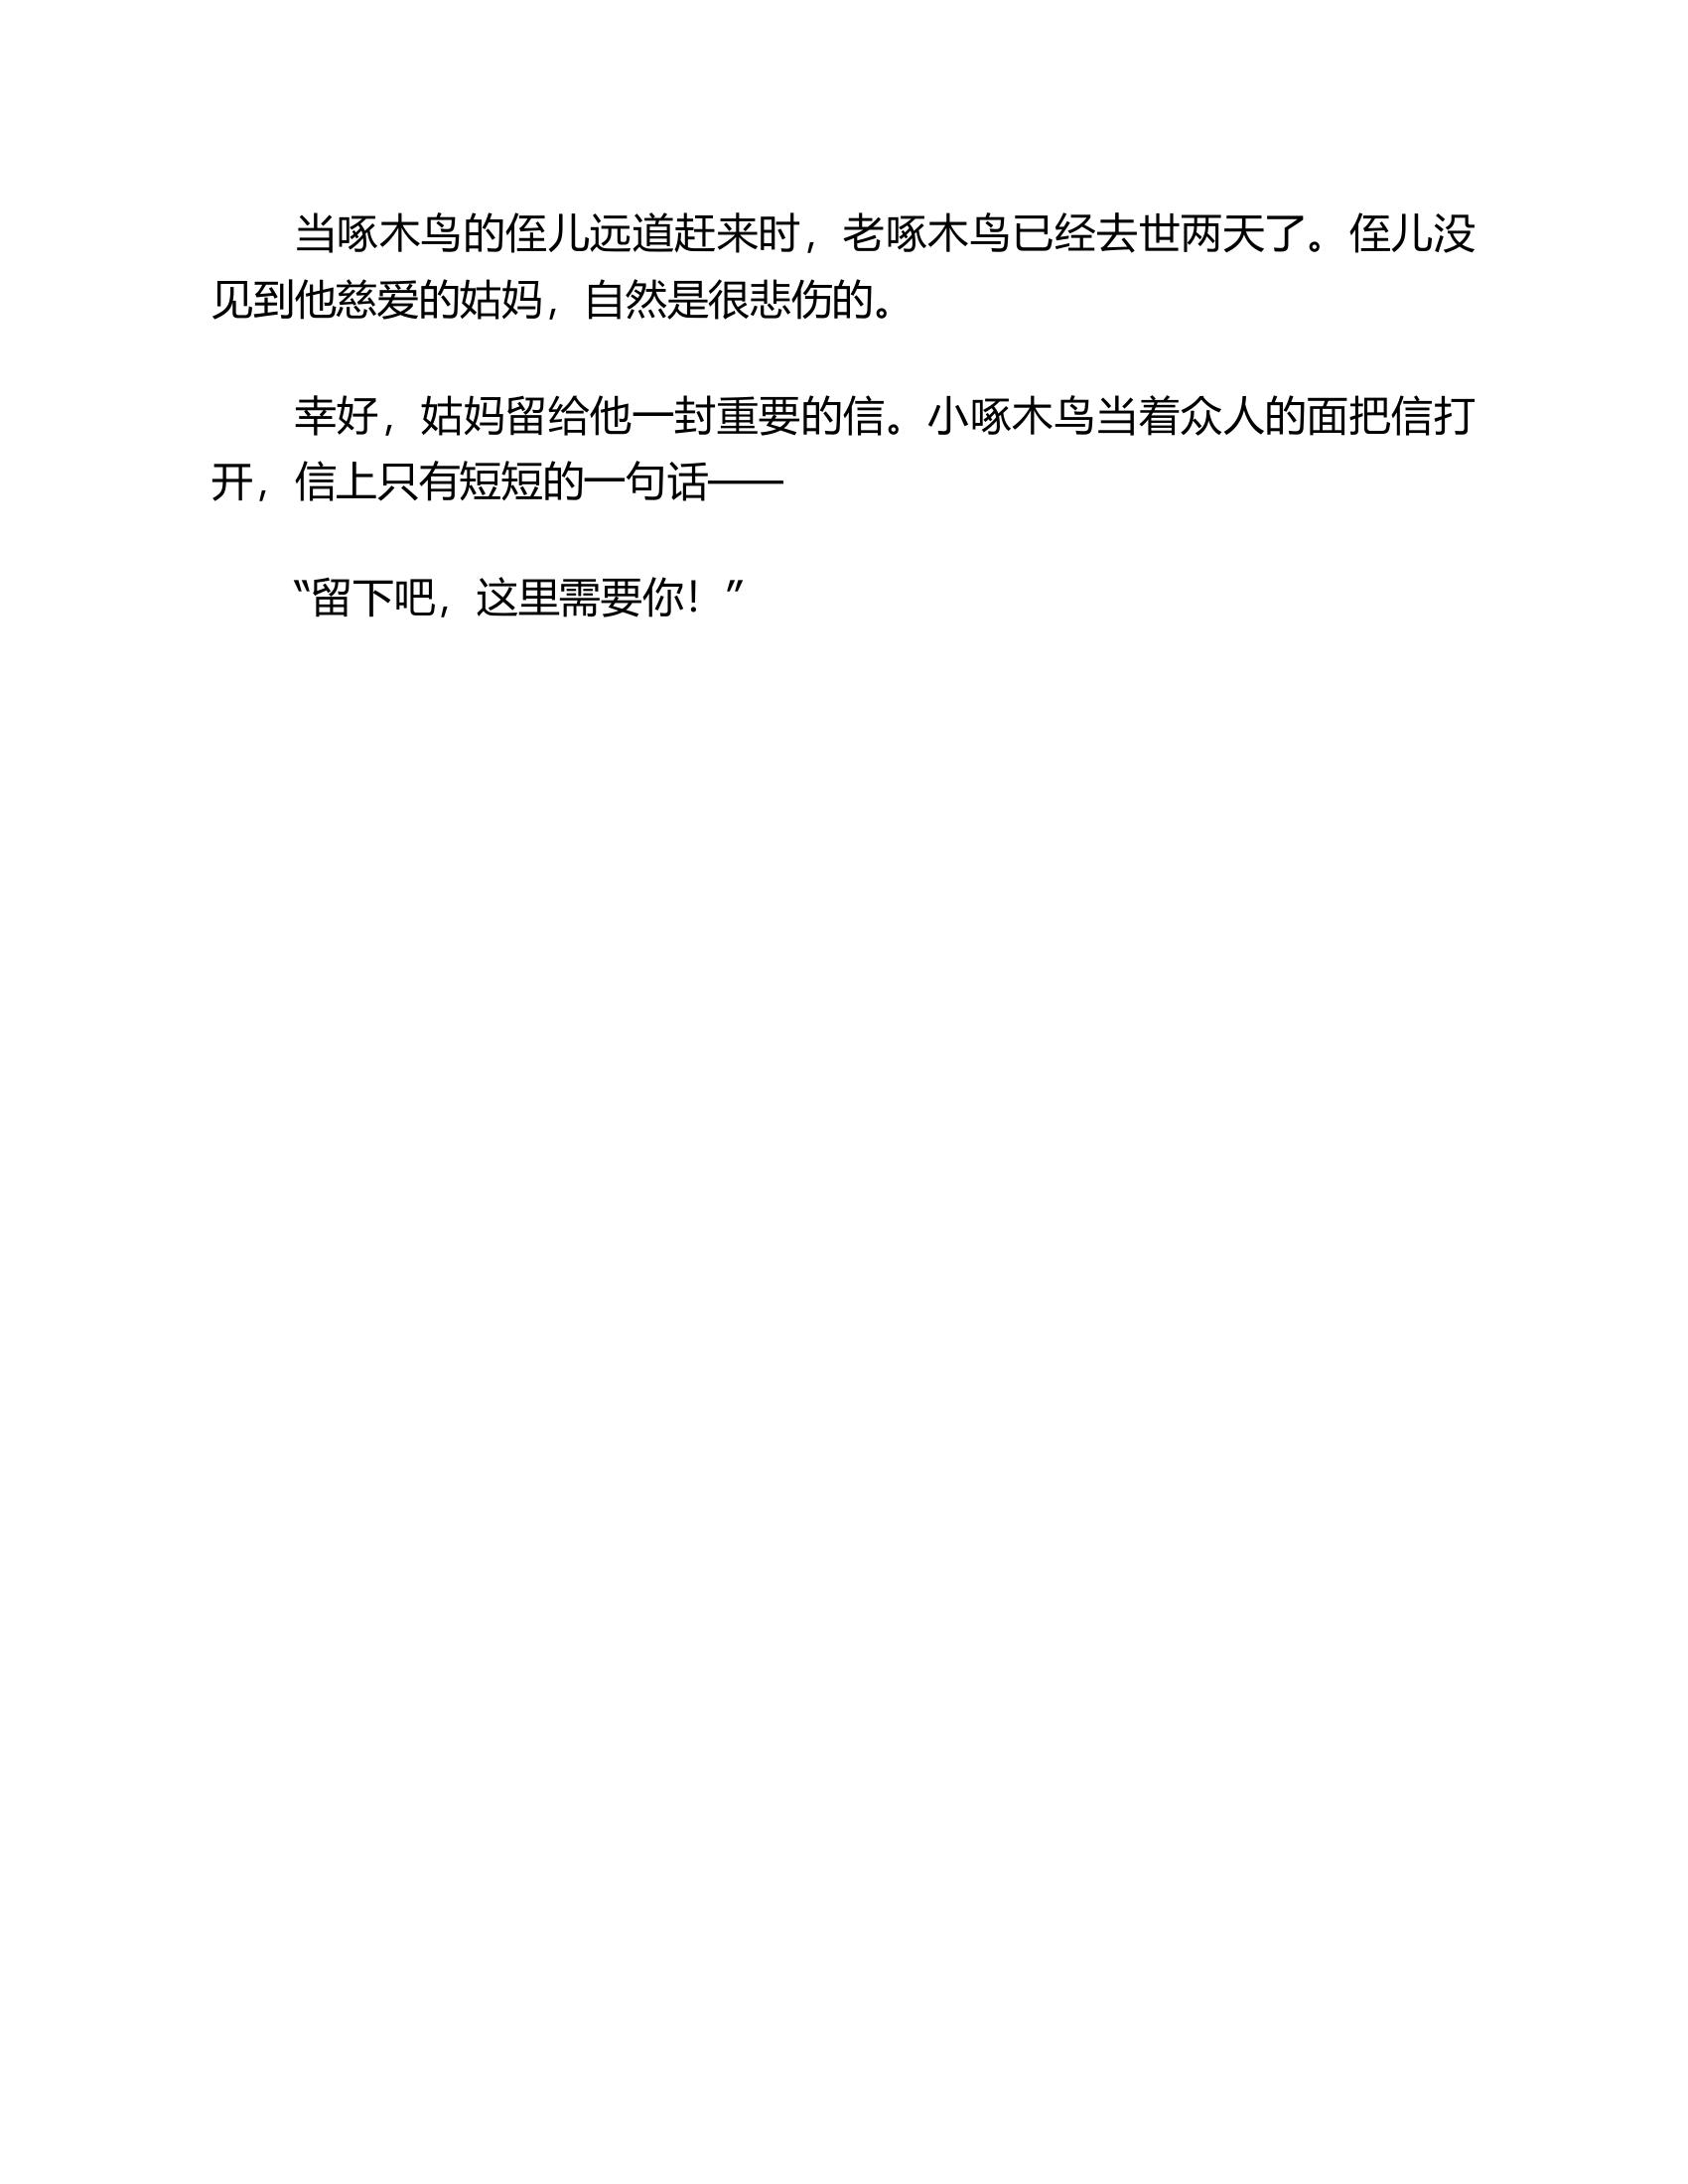 当啄木鸟的侄儿远道赶来时，老啄木鸟已经去世两天了。侄儿没
见到他慈爱的姑妈，自然是很悲伤的。
幸好，姑妈留给他一封重要的信。小啄木鸟当着众人的面把信打
开，信上只有短短的一句话——
“留下吧，这里需要你！”